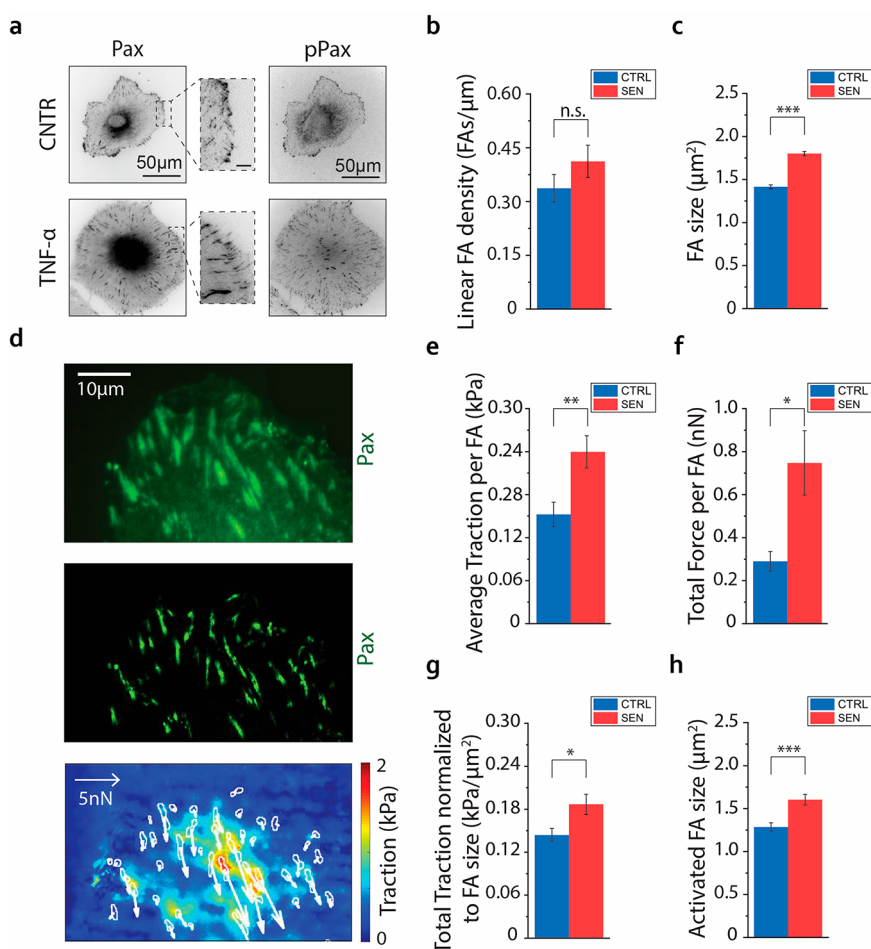 a
Pax
pPax
CNTR
50µm
50µm
TNF-α
b
CTRL
SEN
Linear FA density (FAs/µm)
0.60
0.45
0.30
0.15
0
n.s.
c
CTRL
SEN
FA size (µm²)
2.5
2.0
1.5
1.0
0.5
0
***
d
10µm
Pax
Pax
5nN
2
Traction (kPa)
0
e
CTRL
SEN
Average Traction per FA (kPa)
0.30
0.24
0.28
0.12
0.06
0
**
f
CTRL
SEN
Total Force per FA (nN)
1.0
0.8
0.6
0.4
0.2
0
*
g
CTRL
SEN
Total Traction normalized
to FA size (kPa/µm²)
0.30
0.24
0.18
0.12
0.06
0
*
h
CTRL
SEN
Activated FA size (µm²)
2.5
2.0
1.5
1.0
0.5
0
***